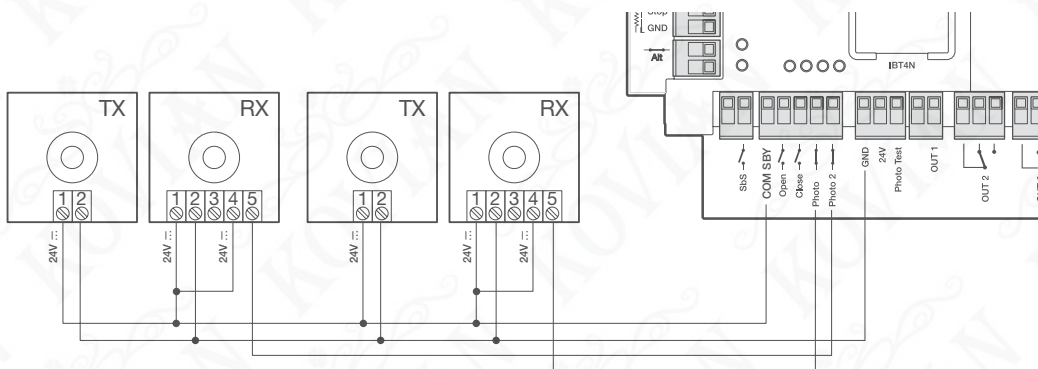 Stop
GND
Alt
IBT4N
TX
RX
TX
RX
1 2
1 2 3 4 5
1 2
1 2 3 4 5
24V
24V
24V
24V
24V
24V
SbS
COM SBY
Open
Close
Photo
Photo 2
GND
24V
Photo Test
OUT 1
OUT 2
KOVIAN